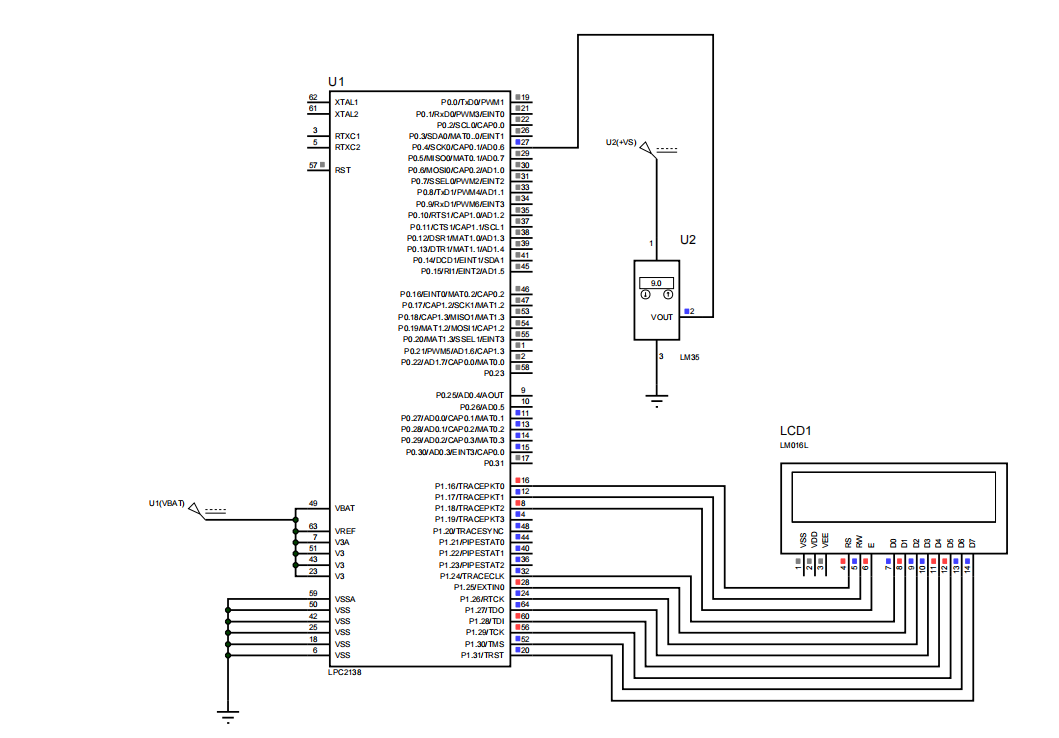 U1
62 XTAL1
61 XTAL2
3 RTXC1
5 RTXC2
57 RST
49 VBAT
63 VREF
7 V3A
51 V3
43 V3
23 V3
59 VSSA
50 VSS
42 VSS
25 VSS
18 VSS
6 VSS
P0.0/TxD0/PWM1 19
P0.1/RxD0/PWM3/EINT0 21
P0.2/SCL0/CAP0.0 22
P0.3/SDA0/MAT0..0/EINT1 26
P0.4/SCK0/CAP0.1/AD0.6 27
P0.5/MISO0/MAT0.1/AD0.7 29
P0.6/MOSI0/CAP0.2/AD1.0 30
P0.7/SSEL0/PWM2/EINT2 31
P0.8/TxD1/PWM4/AD1.1 33
P0.9/RxD1/PWM6/EINT3 34
P0.10/RTS1/CAP1.0/AD1.2 35
P0.11/CTS1/CAP1.1/SCL1 37
P0.12/DSR1/MAT1.0/AD1.3 38
P0.13/DTR1/MAT1.1/AD1.4 39
P0.14/DCD1/EINT1/SDA1 41
P0.15/RI1/EINT2/AD1.5 45
P0.16/EINT0/MAT0.2/CAP0.2 46
P0.17/CAP1.2/SCK1/MAT1.2 47
P0.18/CAP1.3/MISO1/MAT1.3 53
P0.19/MAT1.2/MOSI1/CAP1.2 54
P0.20/MAT1.3/SSEL1/EINT3 55
P0.21/PWM5/AD1.6/CAP1.3 1
P0.22/AD1.7/CAP0.0/MAT0.0 2
P0.23 58
P0.25/AD0.4/AOUT 9
P0.26/AD0.5 10
P0.27/AD0.0/CAP0.1/MAT0.1 11
P0.28/AD0.1/CAP0.2/MAT0.2 13
P0.29/AD0.2/CAP0.3/MAT0.3 14
P0.30/AD0.3/EINT3/CAP0.0 15
P0.31 17
P1.16/TRACEPKT0 16
P1.17/TRACEPKT1 12
P1.18/TRACEPKT2 8
P1.19/TRACEPKT3 4
P1.20/TRACESYNC 48
P1.21/PIPESTAT0 44
P1.22/PIPESTAT1 40
P1.23/PIPESTAT2 36
P1.24/TRACECLK 32
P1.25/EXTIN0 28
P1.26/RTCK 24
P1.27/TDO 64
P1.28/TDI 60
P1.29/TCK 56
P1.30/TMS 52
P1.31/TRST 20
LPC2138
U1(VBAT)
U2(+VS)
1
U2
9.0
VOUT 2
3
LM35
LCD1
LM016L
VSS VDD VEE RS RW E D0 D1 D2 D3 D4 D5 D6 D7
1 2 3 4 5 6 7 8 9 10 11 12 13 14